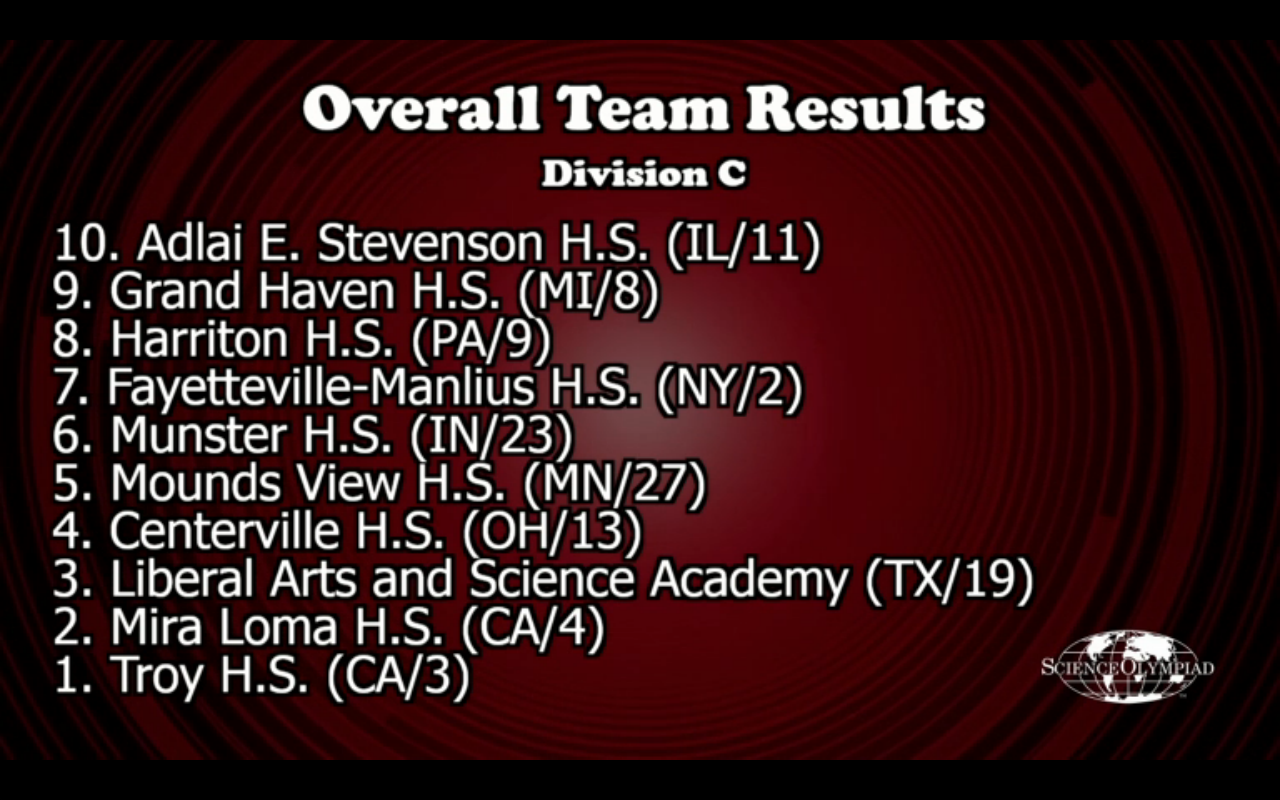 Overall Team Results
Division C
10. Adlai E. Stevenson H.S. (IL/11)
9. Grand Haven H.S. (MI/8)
8. Harriton H.S. (PA/9)
7. Fayetteville-Manlius H.S. (NY/2)
6. Munster H.S. (IN/23)
5. Mounds View H.S. (MN/27)
4. Centerville H.S. (OH/13)
3. Liberal Arts and Science Academy (TX/19)
2. Mira Loma H.S. (CA/4)
1. Troy H.S. (CA/3)
SCIENCE OLYMPIAD